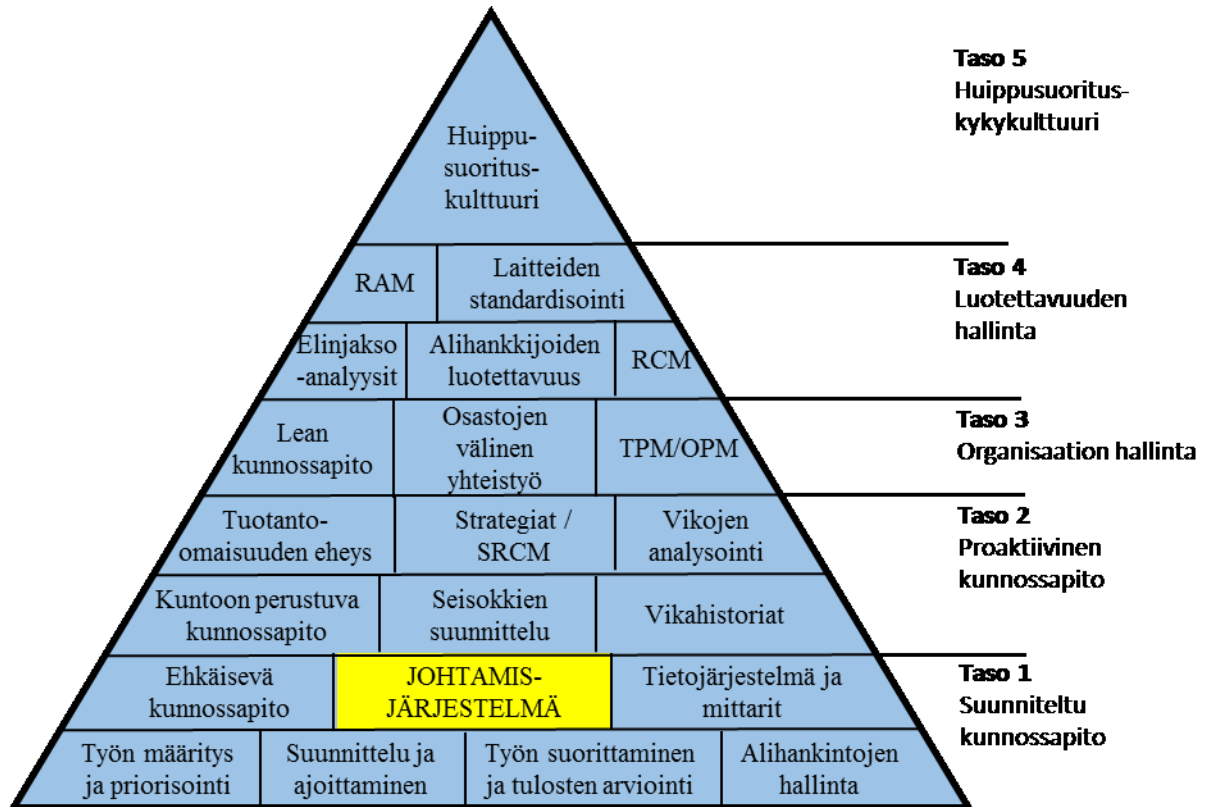 Huippu-
suoritus-
kulttuuri
Taso 5
Huippusuoritus-
kykykulttuuri
RAM
Laitteiden
standardisointi
Elinjakso
-analyysit
Alihankkijoiden
luotettavuus
RCM
Taso 4
Luotettavuuden
hallinta
Lean
kunnossapito
Osastojen
välinen
yhteistyö
TPM/OPM
Taso 3
Organisaation hallinta
Tuotanto-
omaisuuden eheys
Strategiat /
SRCM
Vikojen
analysointi
Kuntoon perustuva
kunnossapito
Seisokkien
suunnittelu
Vikahistoriat
Taso 2
Proaktiivinen
kunnossapito
Ehkäisevä
kunnossapito
JOHTAMIS-
JÄRJESTELMÄ
Tietojärjestelmä ja
mittarit
Työn määritys
ja priorisointi
Suunnittelu ja
ajoittaminen
Työn suorittaminen
ja tulosten arviointi
Alihankintojen
hallinta
Taso 1
Suunniteltu
kunnossapito